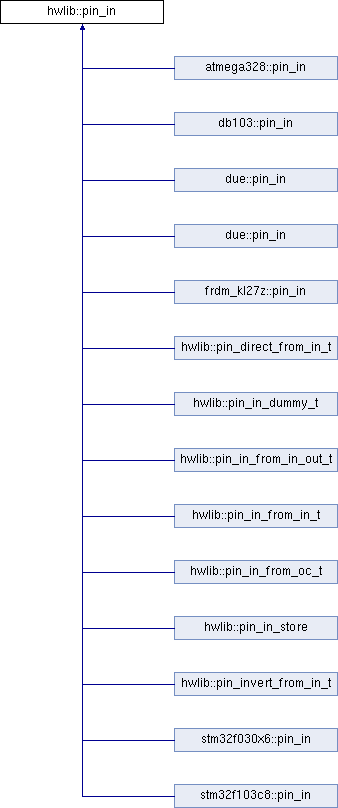 hwlib::pin_in
atmega328::pin_in
db103::pin_in
due::pin_in
due::pin_in
frdm_kl27z::pin_in
hwlib::pin_direct_from_in_t
hwlib::pin_in_dummy_t
hwlib::pin_in_from_in_out_t
hwlib::pin_in_from_in_t
hwlib::pin_in_from_oc_t
hwlib::pin_in_store
hwlib::pin_invert_from_in_t
stm32f030x6::pin_in
stm32f103c8::pin_in